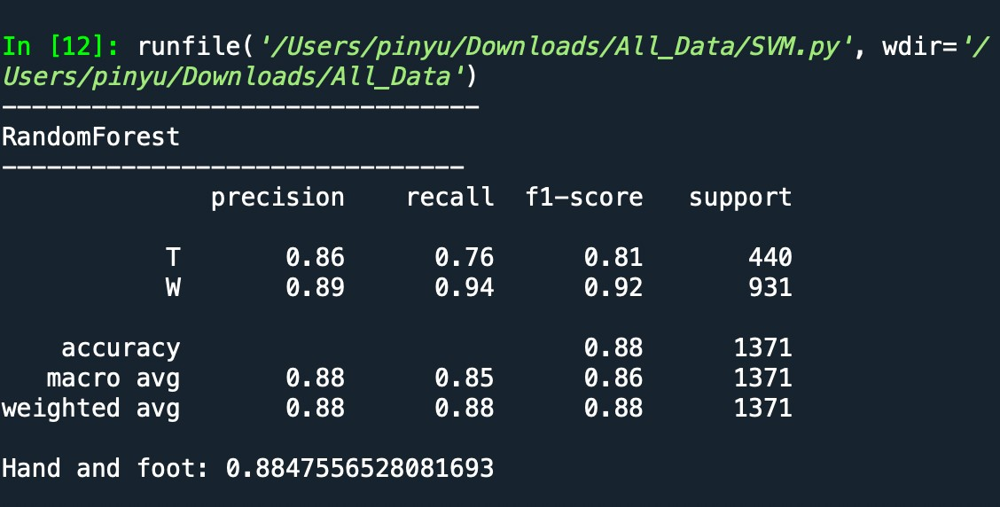 In [12]: runfile('/Users/pinyu/Downloads/All_Data/SVM.py', wdir='/
Users/pinyu/Downloads/All_Data')
--------------------------------
RandomForest
-------------------------------
precision recall f1-score support
T 0.86 0.76 0.81 440
W 0.89 0.94 0.92 931
accuracy 0.88 1371
macro avg 0.88 0.85 0.86 1371
weighted avg 0.88 0.88 0.88 1371
Hand and foot: 0.8847556528081693